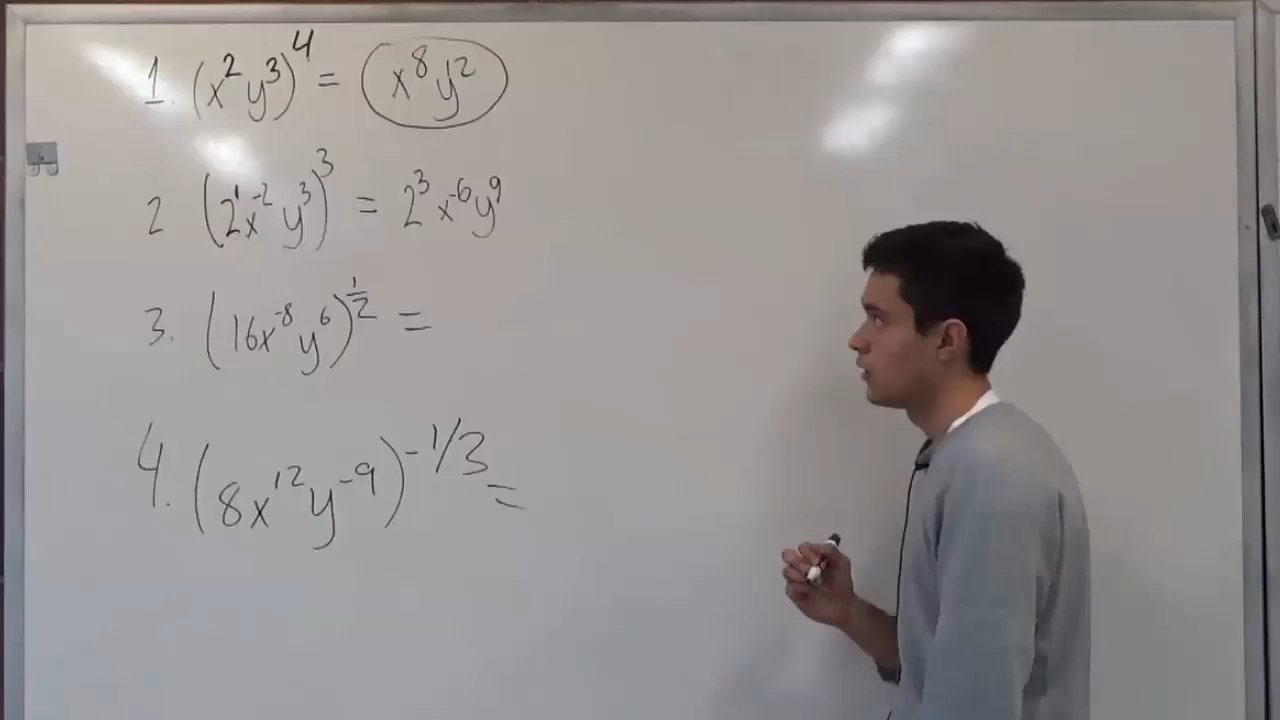 1. (x²y³)⁴ = x⁸y²
2 (2¹x⁻²y³)³ = 2³x⁻⁶y⁹
3. (16x⁻⁸y⁶)^½ =
4. (8x¹²y⁻⁹)^-1/3 =